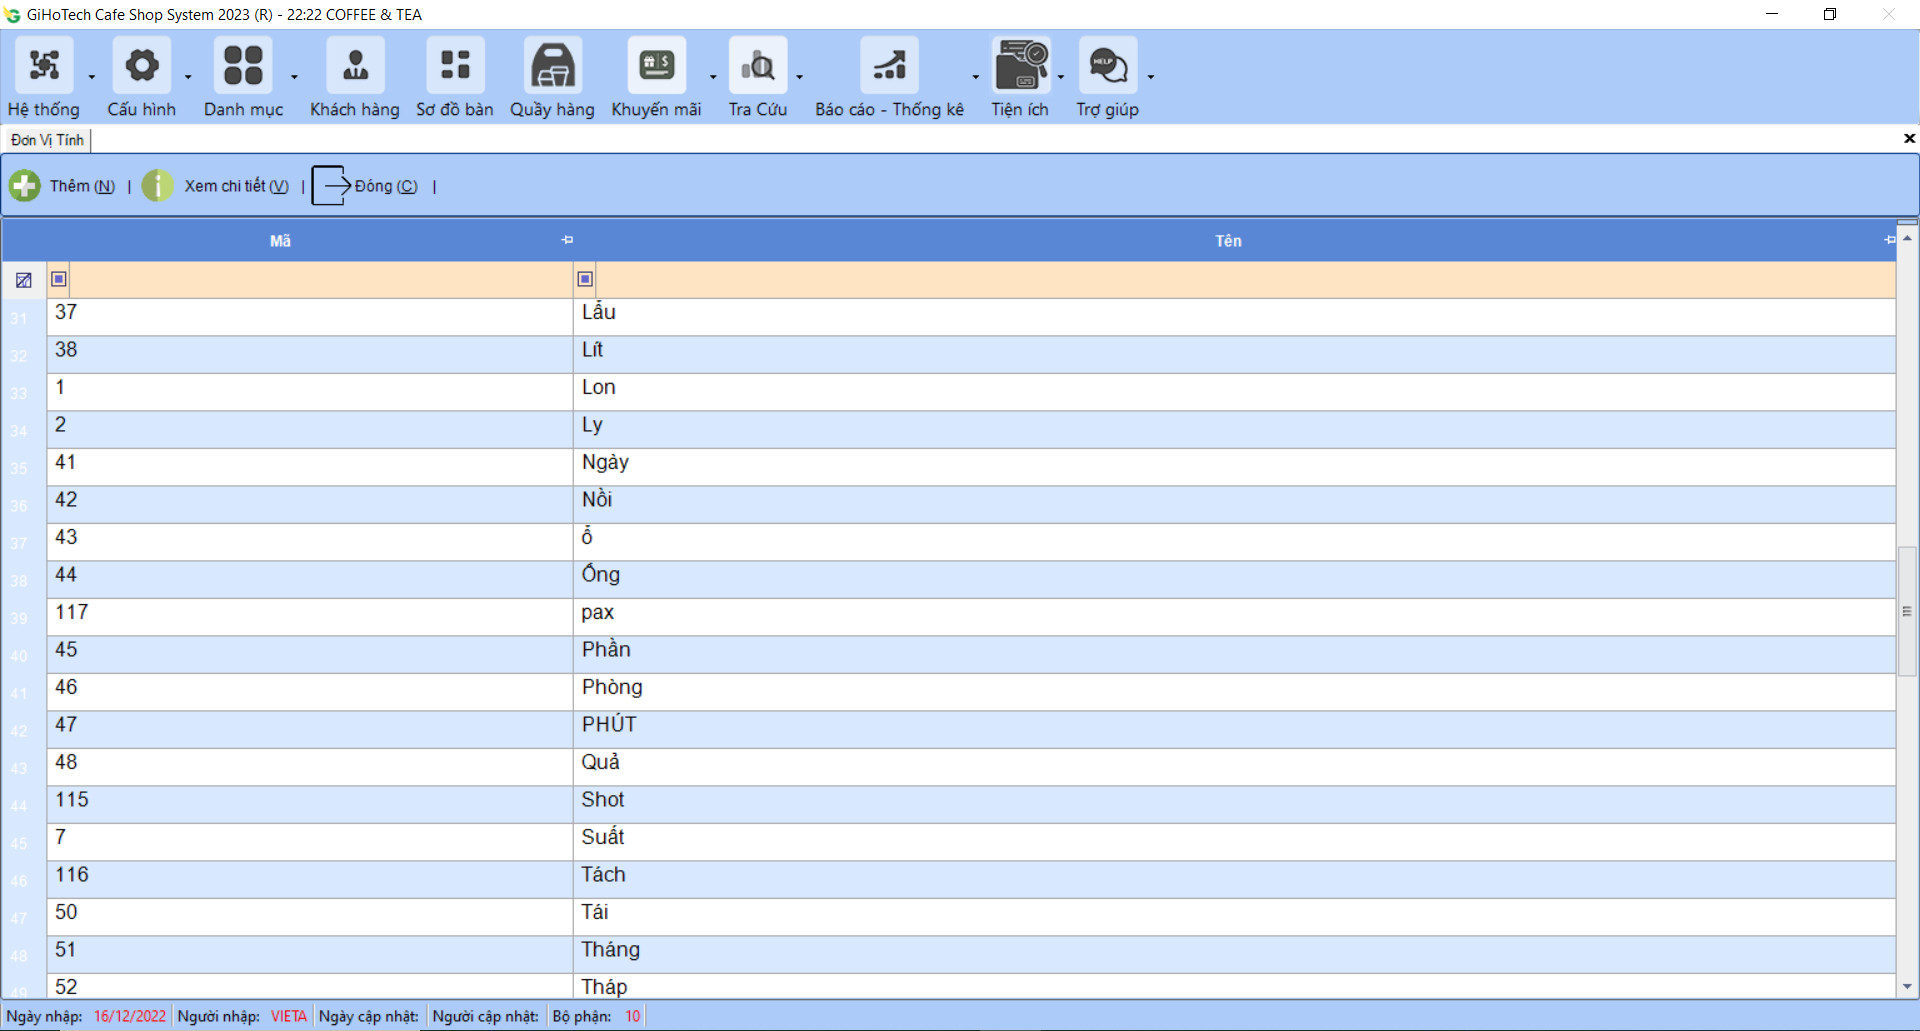 GiHoTech Cafe Shop System 2023 (R) - 22:22 COFFEE & TEA
Hệ thống Cấu hình Danh mục Khách hàng Sơ đồ bàn Quầy hàng Khuyến mãi Tra Cứu Báo cáo - Thống kê Tiện ích Trợ giúp
Đơn Vị Tính
Thêm (N) | Xem chi tiết (V) | Đóng (C) |
Mã Tên
31 37 Lẩu
32 38 Lít
33 1 Lon
34 2 Ly
35 41 Ngày
36 42 Nồi
37 43 ổ
38 44 Ống
39 117 pax
40 45 Phần
41 46 Phòng
42 47 PHÚT
43 48 Quả
44 115 Shot
45 7 Suất
46 116 Tách
47 50 Tái
48 51 Tháng
49 52 Tháp
Ngày nhập: 16/12/2022 Người nhập: VIETA Ngày cập nhật: Người cập nhật: Bộ phận: 10